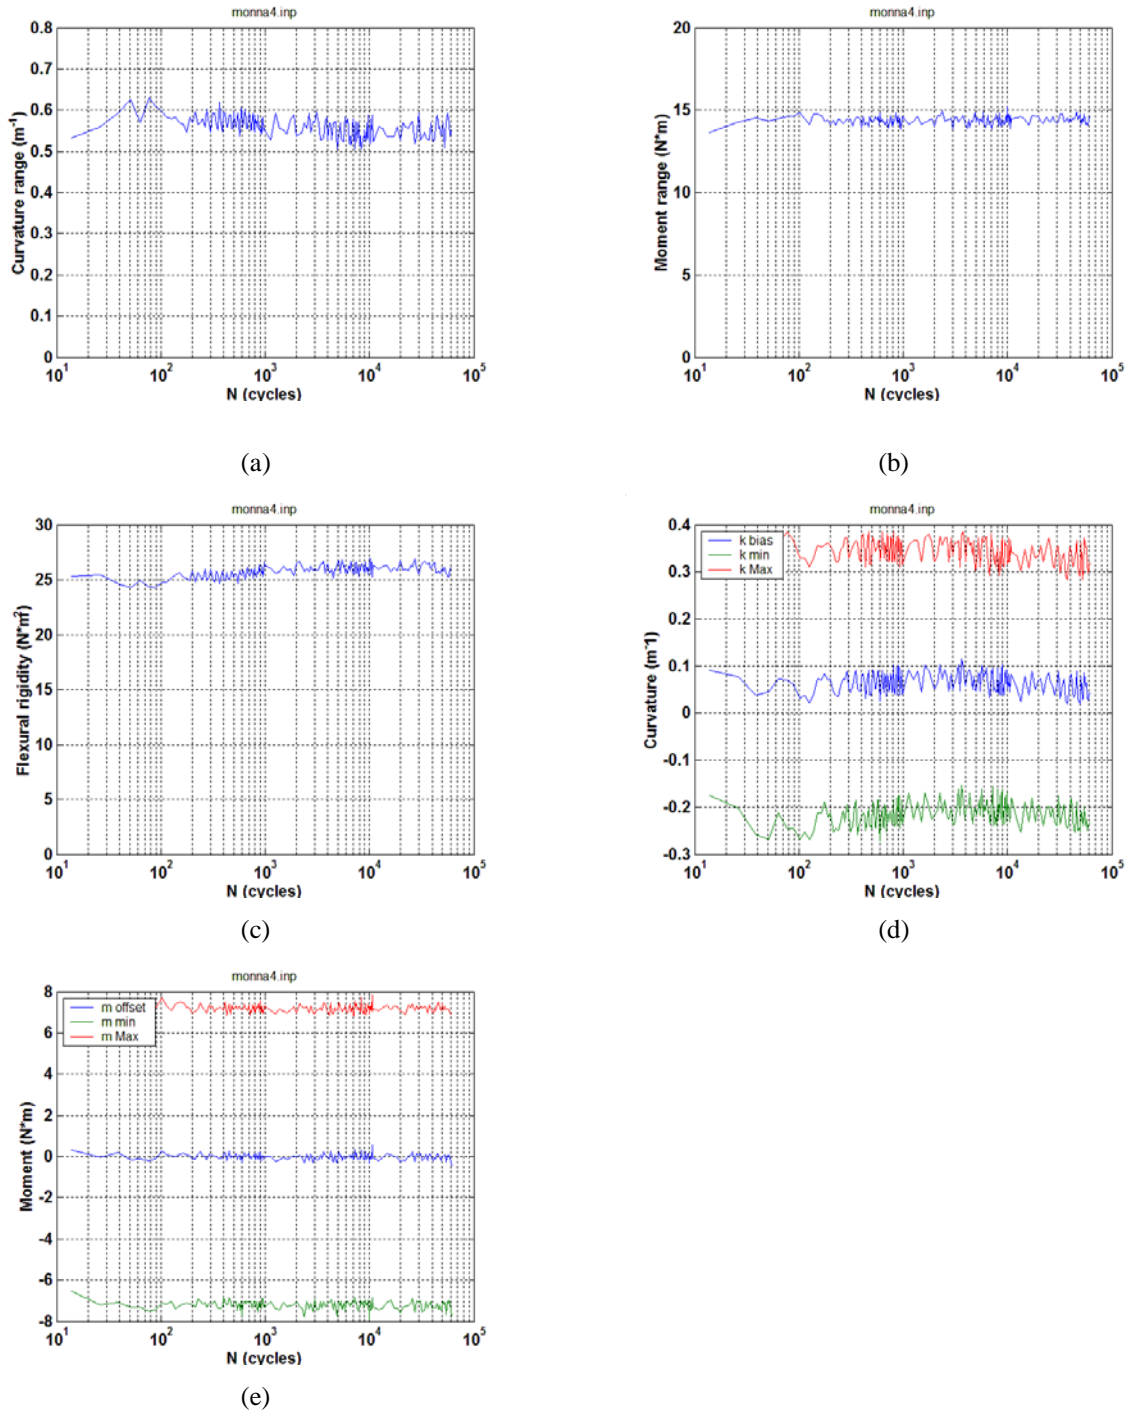 monna4.inp
Curvature range (m⁻¹)
0.8
0.7
0.6
0.5
0.4
0.3
0.2
0.1
0
10¹ 10² 10³ 10⁴ 10⁵
N (cycles)
(a)
monna4.inp
Moment range (N*m)
20
15
10
5
0
10¹ 10² 10³ 10⁴ 10⁵
N (cycles)
(b)
monna4.inp
Flexural rigidity (N*m²)
30
25
20
15
10
5
0
10¹ 10² 10³ 10⁴ 10⁵
N (cycles)
(c)
monna4.inp
k bias
k min
k Max
Curvature (m⁻¹)
0.4
0.3
0.2
0.1
0
-0.1
-0.2
-0.3
10¹ 10² 10³ 10⁴ 10⁵
N (cycles)
(d)
monna4.inp
m offset
m min
m Max
Moment (N*m)
8
6
4
2
0
-2
-4
-6
-8
10¹ 10² 10³ 10⁴ 10⁵
N (cycles)
(e)